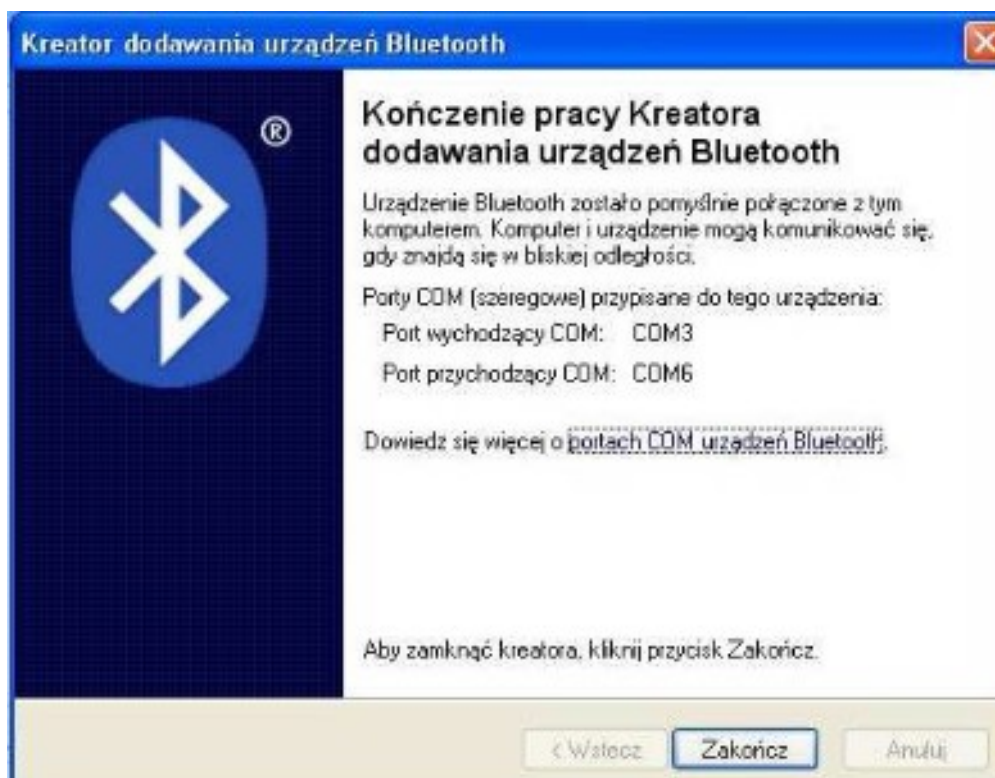 Kreator dodawania urządzeń Bluetooth
®
Kończenie pracy Kreatora
dodawania urządzeń Bluetooth
Urządzenie Bluetooth zostało pomyślnie połączone z tym
komputerem. Komputer i urządzenie mogą komunikować się,
gdy znajdą się w bliskiej odległości.
Porty COM (szeregowe) przypisane do tego urządzenia:
Port wychodzący COM: COM3
Port przychodzący COM: COM6
Dowiedz się więcej o portach COM urządzeń Bluetooth.
Aby zamknąć kreatora, kliknij przycisk Zakończ.
< Wstecz Zakończ Anuluj